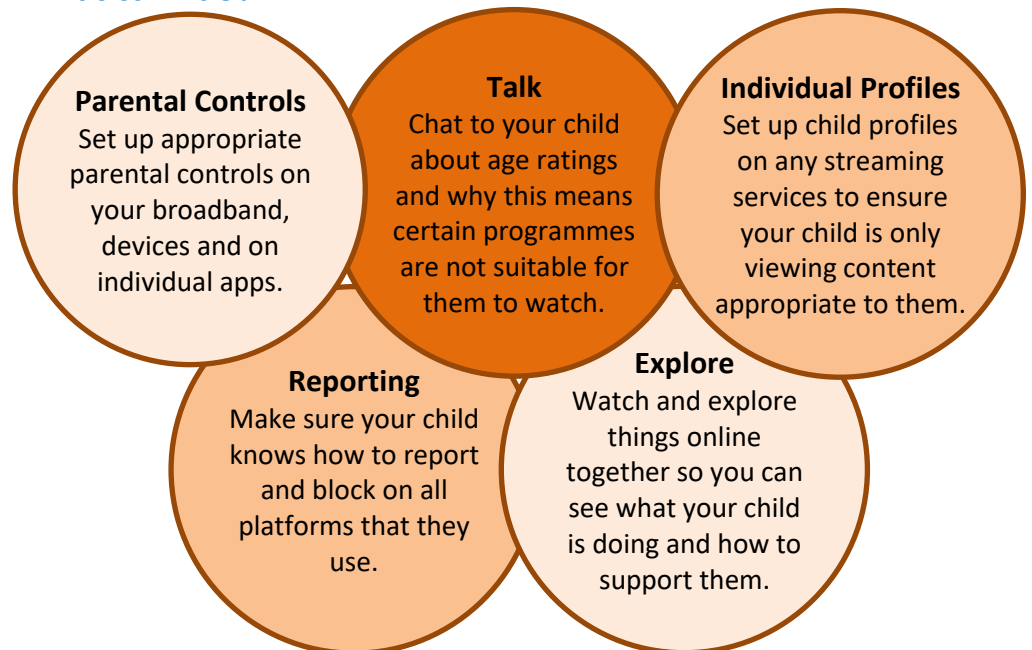 Parental Controls
Set up appropriate
parental controls on
your broadband,
devices and on
individual apps.
Talk
Chat to your child
about age ratings
and why this means
certain programmes
are not suitable for
them to watch.
Individual Profiles
Set up child profiles
on any streaming
services to ensure
your child is only
viewing content
appropriate to them.
Reporting
Make sure your child
knows how to report
and block on all
platforms that they
use.
Explore
Watch and explore
things online
together so you can
see what your child
is doing and how to
support them.